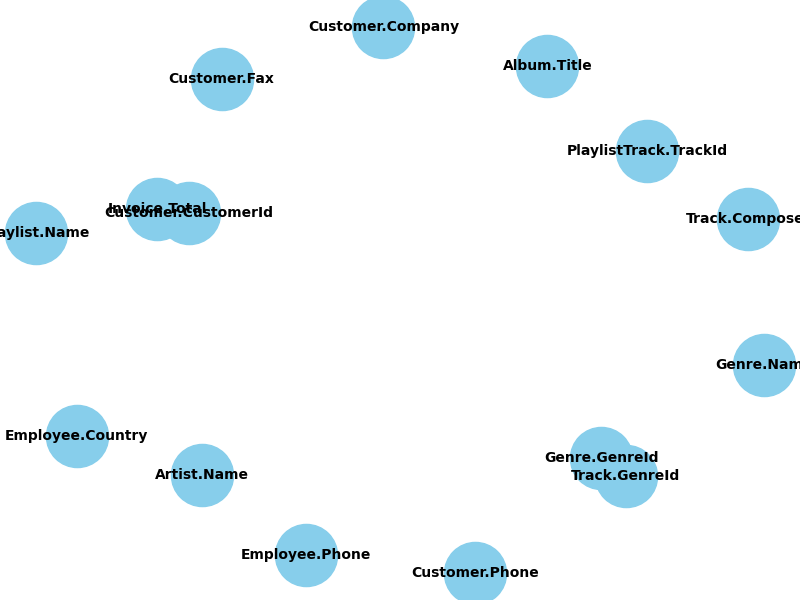 Customer.Company
Album.Title
Customer.Fax
PlaylistTrack.TrackId
Invoice.Total
Customer.CustomerId
Track.Compose
aylist.Name
Genre.Nam
Employee.Country
Genre.GenreId
Artist.Name
Track.GenreId
Employee.Phone
Customer.Phone